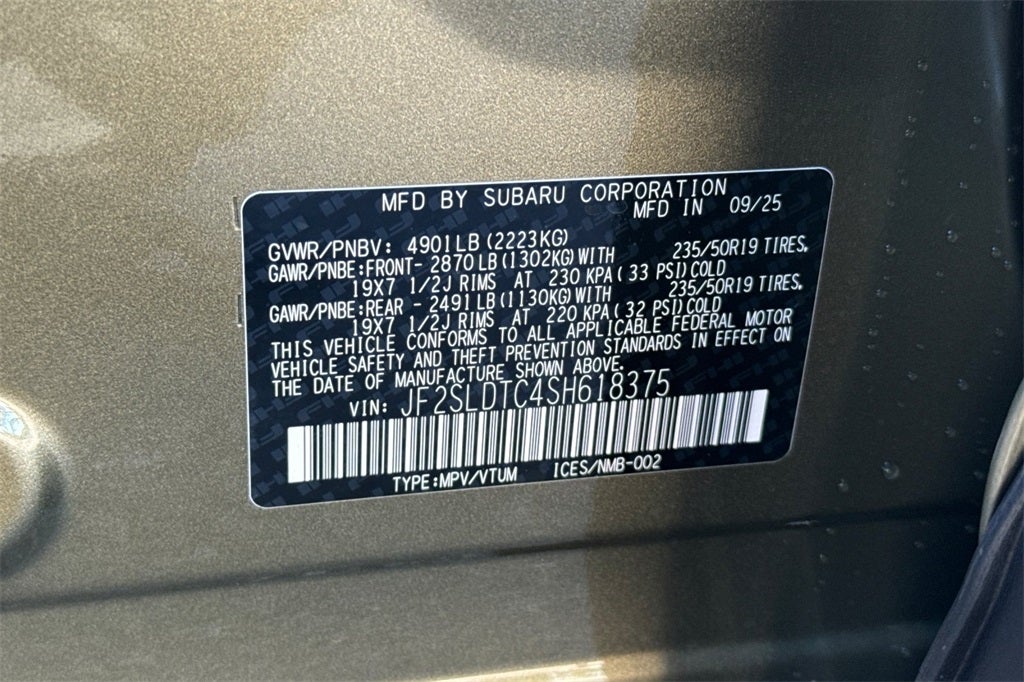 MFD BY SUBARU CORPORATION
MFD IN 09/25
GVWR/PNBV: 4901LB(2223KG)
GAWR/PNBE:FRONT- 2870LB(1302KG)WITH 235/50R19 TIRES.
19X7 1/2J RIMS AT 230 KPA( 33 PSI)COLD
GAWR/PNBE:REAR - 2491LB(1130KG)WITH 235/50R19 TIRES.
19X7 1/2J RIMS AT 220 KPA( 32 PSI)COLD
THIS VEHICLE CONFORMS TO ALL APPLICABLE FEDERAL MOTOR
VEHICLE SAFETY AND THEFT PREVENTION STANDARDS IN EFFECT ON
THE DATE OF MANUFACTURE SHOWN ABOVE.
VIN: JF2SLDTC4SH618375
TYPE:MPV/VTUM ICES/NMB-002